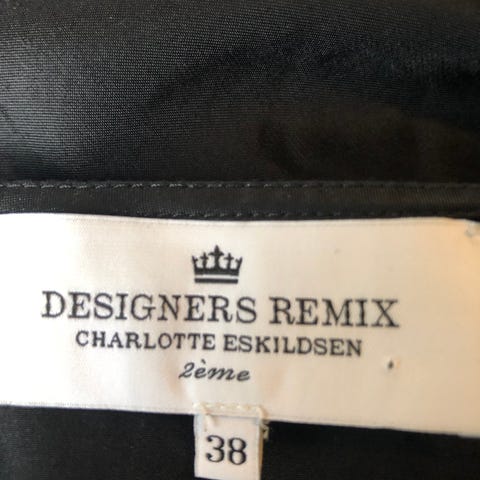 DESIGNERS REMIX
CHARLOTTE ESKILDSEN
2ème
38